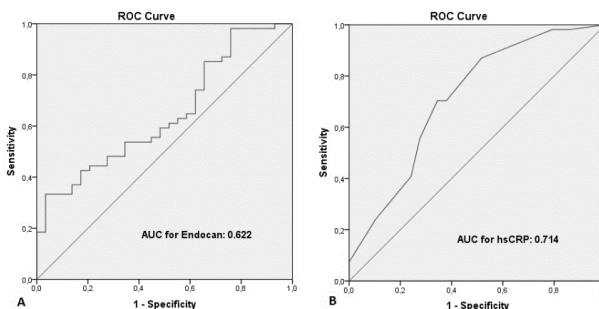 ROC Curve
1,0
0,8
0,6
0,4
0,2
0,0
Sensitivity
AUC for Endocan: 0.622
0,0 0,2 0,4 0,6 0,8 1,0
1 - Specificity
A
ROC Curve
1,0
0,8
0,6
0,4
0,2
0,0
Sensitivity
AUC for hsCRP: 0.714
0,0 0,2 0,4 0,6 0,8
1 - Specificity
B